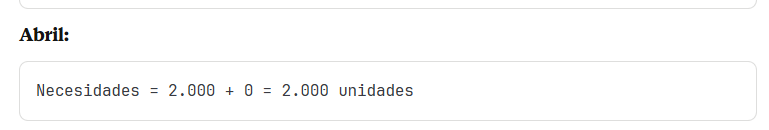 Abril:
Necesidades = 2.000 + 0 = 2.000 unidades